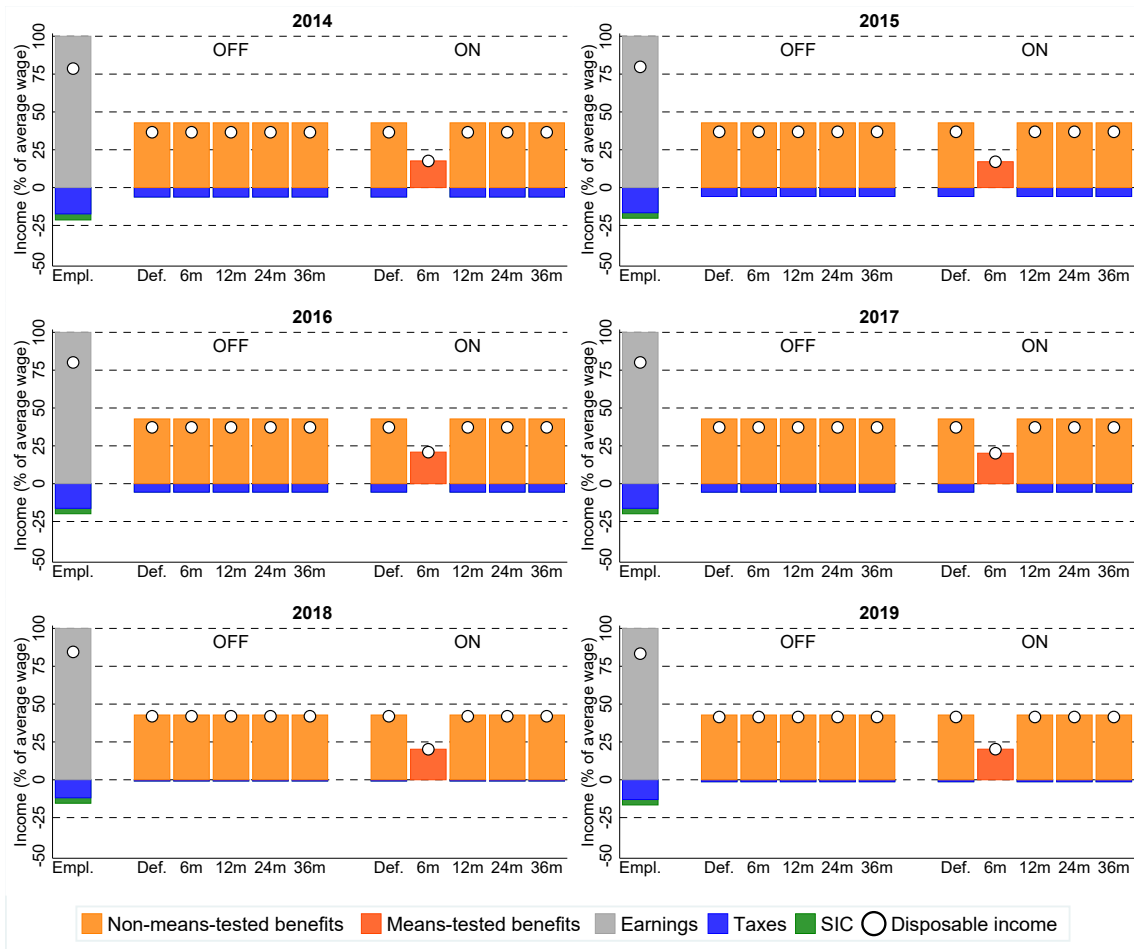 2014
Income (% of average wage)
100
75
50
25
0
-25
-50
OFF
ON
Empl. Def. 6m 12m 24m 36m Def. 6m 12m 24m 36m
2015
Income (% of average wage)
100
75
50
25
0
-25
-50
OFF
ON
Empl. Def. 6m 12m 24m 36m Def. 6m 12m 24m 36m
2016
Income (% of average wage)
100
75
50
25
0
-25
-50
OFF
ON
Empl. Def. 6m 12m 24m 36m Def. 6m 12m 24m 36m
2017
Income (% of average wage)
100
75
50
25
0
-25
-50
OFF
ON
Empl. Def. 6m 12m 24m 36m Def. 6m 12m 24m 36m
2018
Income (% of average wage)
100
75
50
25
0
-25
-50
OFF
ON
Empl. Def. 6m 12m 24m 36m Def. 6m 12m 24m 36m
2019
Income (% of average wage)
100
75
50
25
0
-25
-50
OFF
ON
Empl. Def. 6m 12m 24m 36m Def. 6m 12m 24m 36m
Non-means-tested benefits Means-tested benefits Earnings Taxes SIC Disposable income